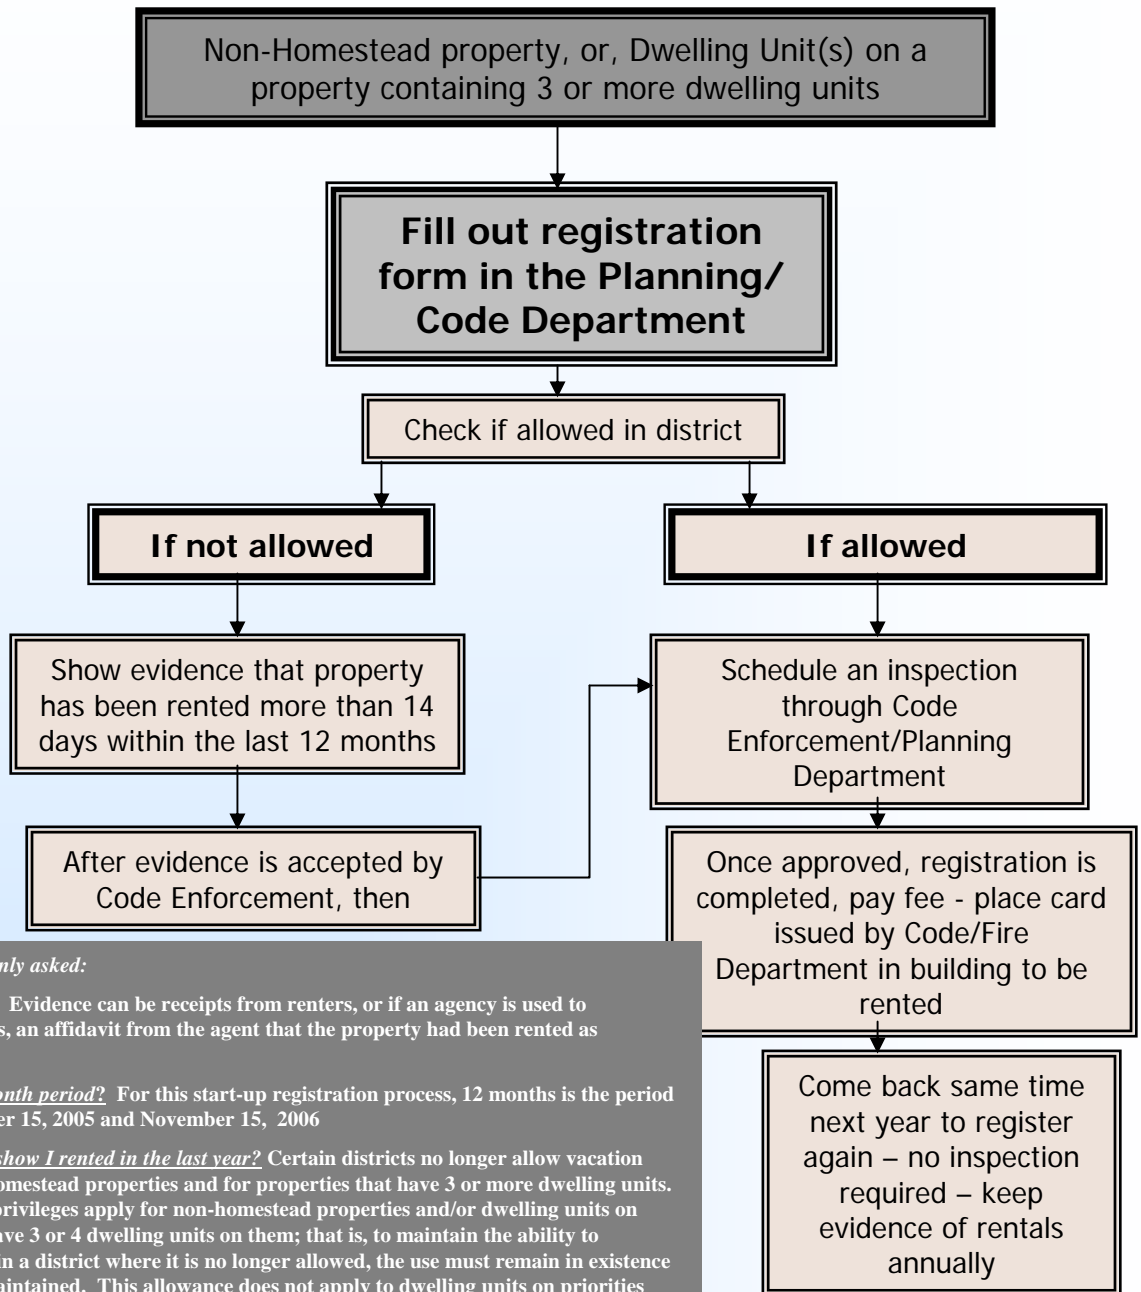 Non-Homestead property, or, Dwelling Unit(s) on a
property containing 3 or more dwelling units
Fill out registration
form in the Planning/
Code Department
Check if allowed in district
If not allowed
If allowed
Show evidence that property
has been rented more than 14
days within the last 12 months
Schedule an inspection
through Code
Enforcement/Planning
Department
After evidence is accepted by
Code Enforcement, then
Once approved, registration is
completed, pay fee - place card
issued by Code/Fire
Department in building to be
rented
Come back same time
next year to register
again – no inspection
required – keep
evidence of rentals
annually
asked:
Evidence can be receipts from renters, or if an agency is used to
an affidavit from the agent that the property had been rented as
period? For this start-up registration process, 12 months is the period
15, 2005 and November 15, 2006
show I rented in the last year? Certain districts no longer allow vacation
properties and for properties that have 3 or more dwelling units.
privileges apply for non-homestead properties and/or dwelling units on
3 or 4 dwelling units on them; that is, to maintain the ability to
in a district where it is no longer allowed, the use must remain in existence
This allowance does not apply to dwelling units on priorities